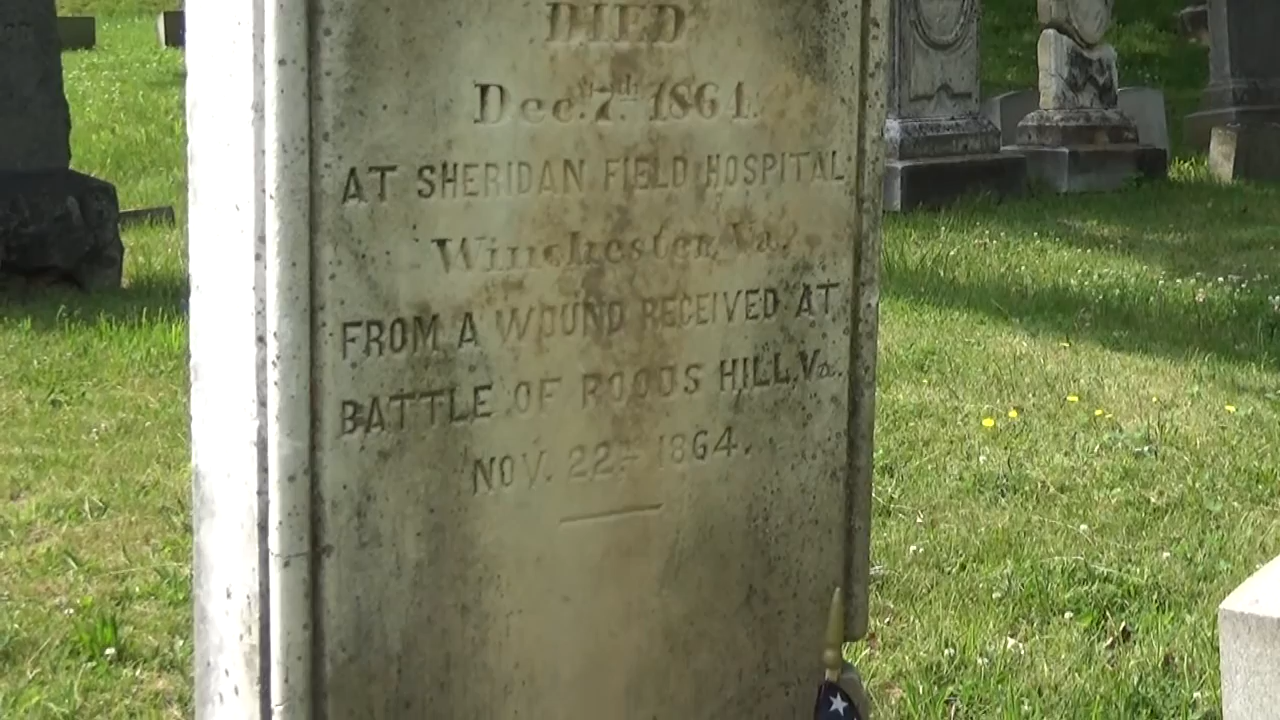 DIED
Dec. 7th 1864.
AT SHERIDAN FIELD HOSPITAL
Winchester, Va.
FROM A WOUND RECEIVED AT
BATTLE OF ROODS HILL, Va.
NOV. 22. 1864.